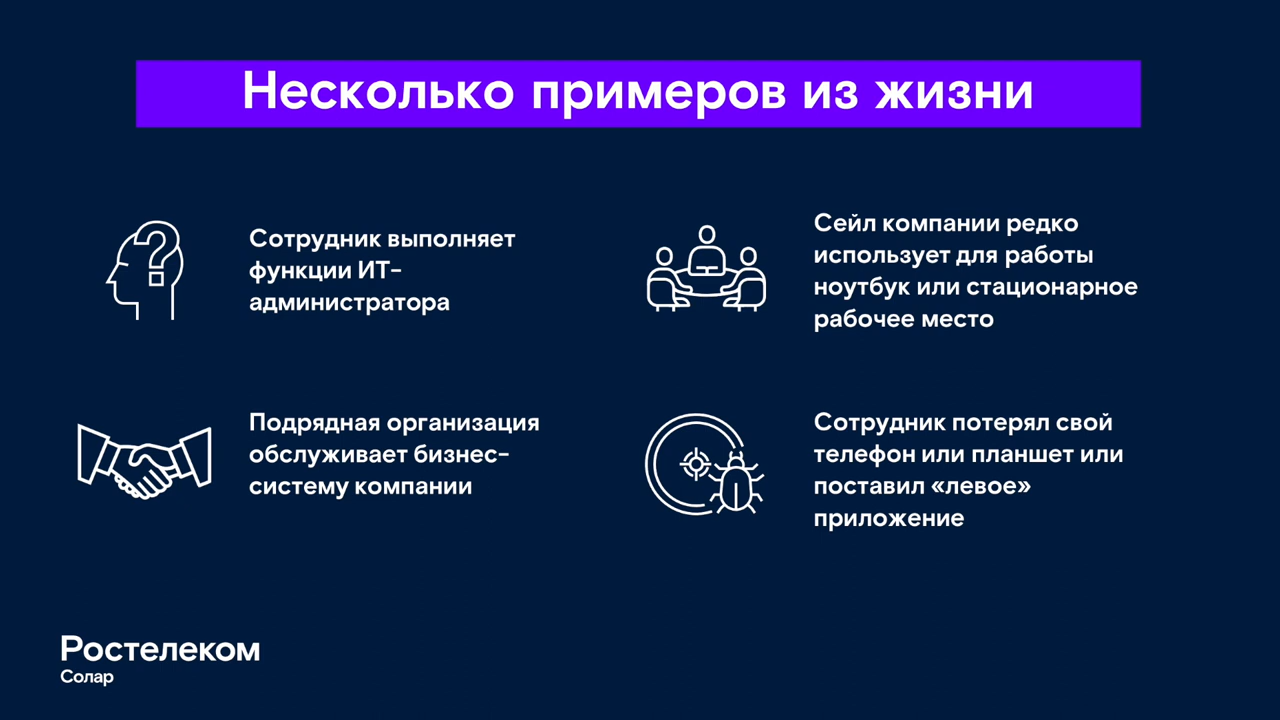 Несколько примеров из жизни
Сотрудник выполняет
функции ИТ-
администратора
Сейл компании редко
использует для работы
ноутбук или стационарное
рабочее место
Подрядная организация
обслуживает бизнес-
систему компании
Сотрудник потерял свой
телефон или планшет или
поставил «левое»
приложение
Ростелеком
Солар